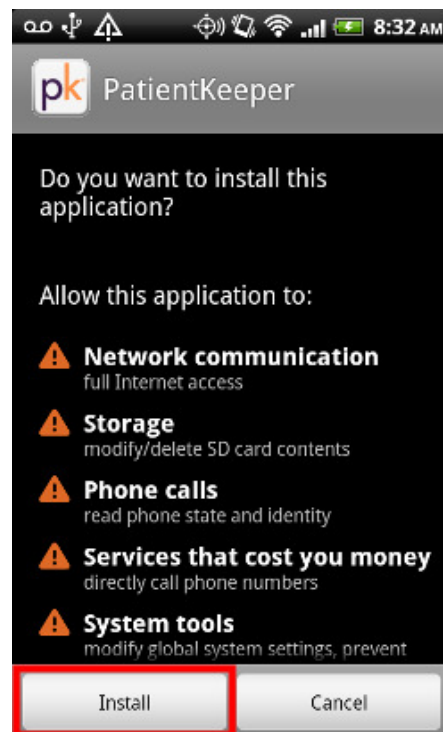 8:32 AM
pk PatientKeeper
Do you want to install this
application?
Allow this application to:
Network communication
full Internet access
Storage
modify/delete SD card contents
Phone calls
read phone state and identity
Services that cost you money
directly call phone numbers
System tools
modify global system settings, prevent
Install Cancel